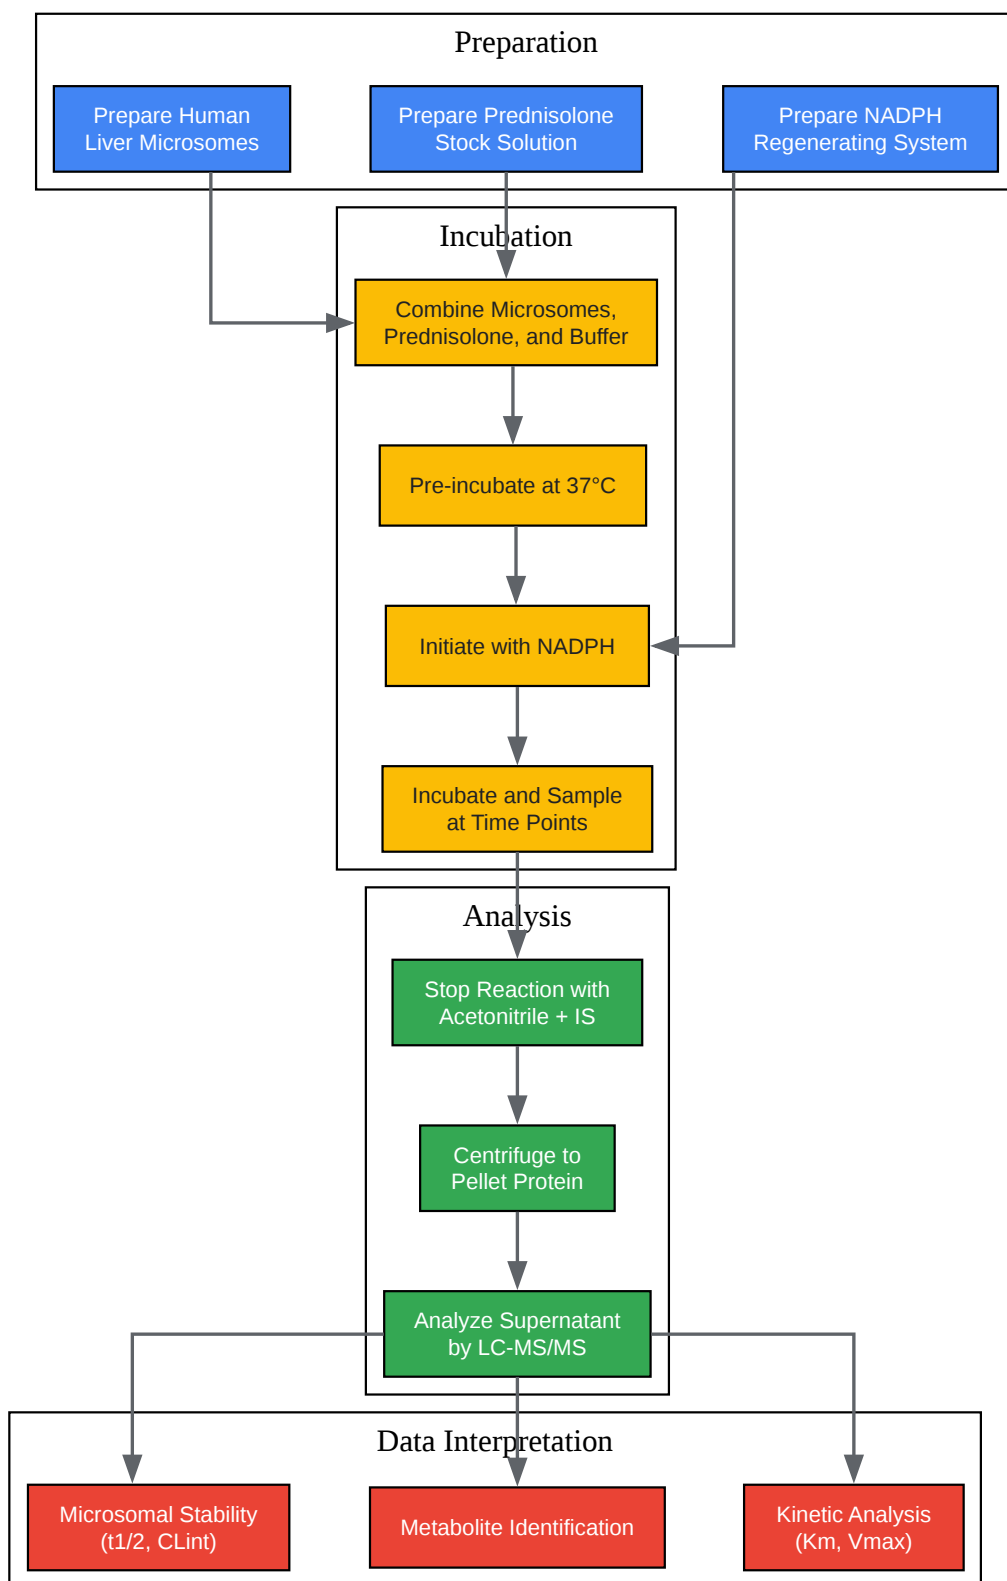 Preparation
Prepare Human
Liver Microsomes
Prepare Prednisolone
Stock Solution
Prepare NADPH
Regenerating System
Incubation
Combine Microsomes,
Prednisolone, and Buffer
Pre-incubate at 37°C
Initiate with NADPH
Incubate and Sample
at Time Points
Analysis
Stop Reaction with
Acetonitrile + IS
Centrifuge to
Pellet Protein
Analyze Supernatant
by LC-MS/MS
Data Interpretation
Microsomal Stability
(t1/2, CLint)
Metabolite Identification
Kinetic Analysis
(Km, Vmax)